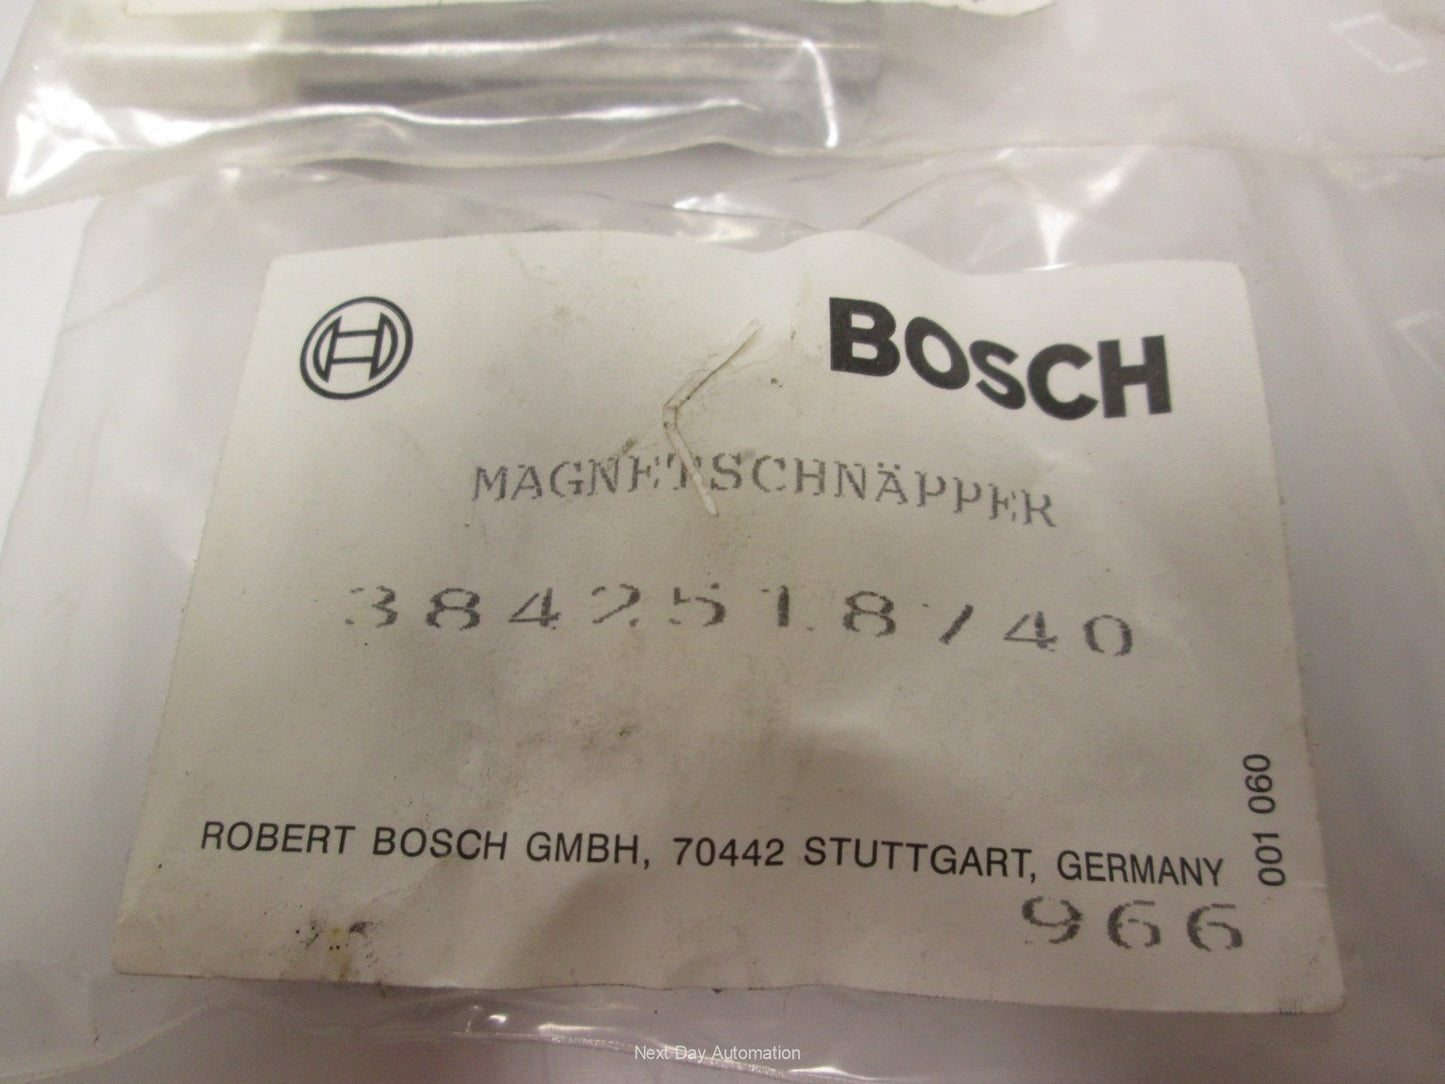 BOSCH
MAGNETSCHNÄPPER
3842518740
ROBERT BOSCH GMBH, 70442 STUTTGART, GERMANY
001 060
966
Next Day Automation